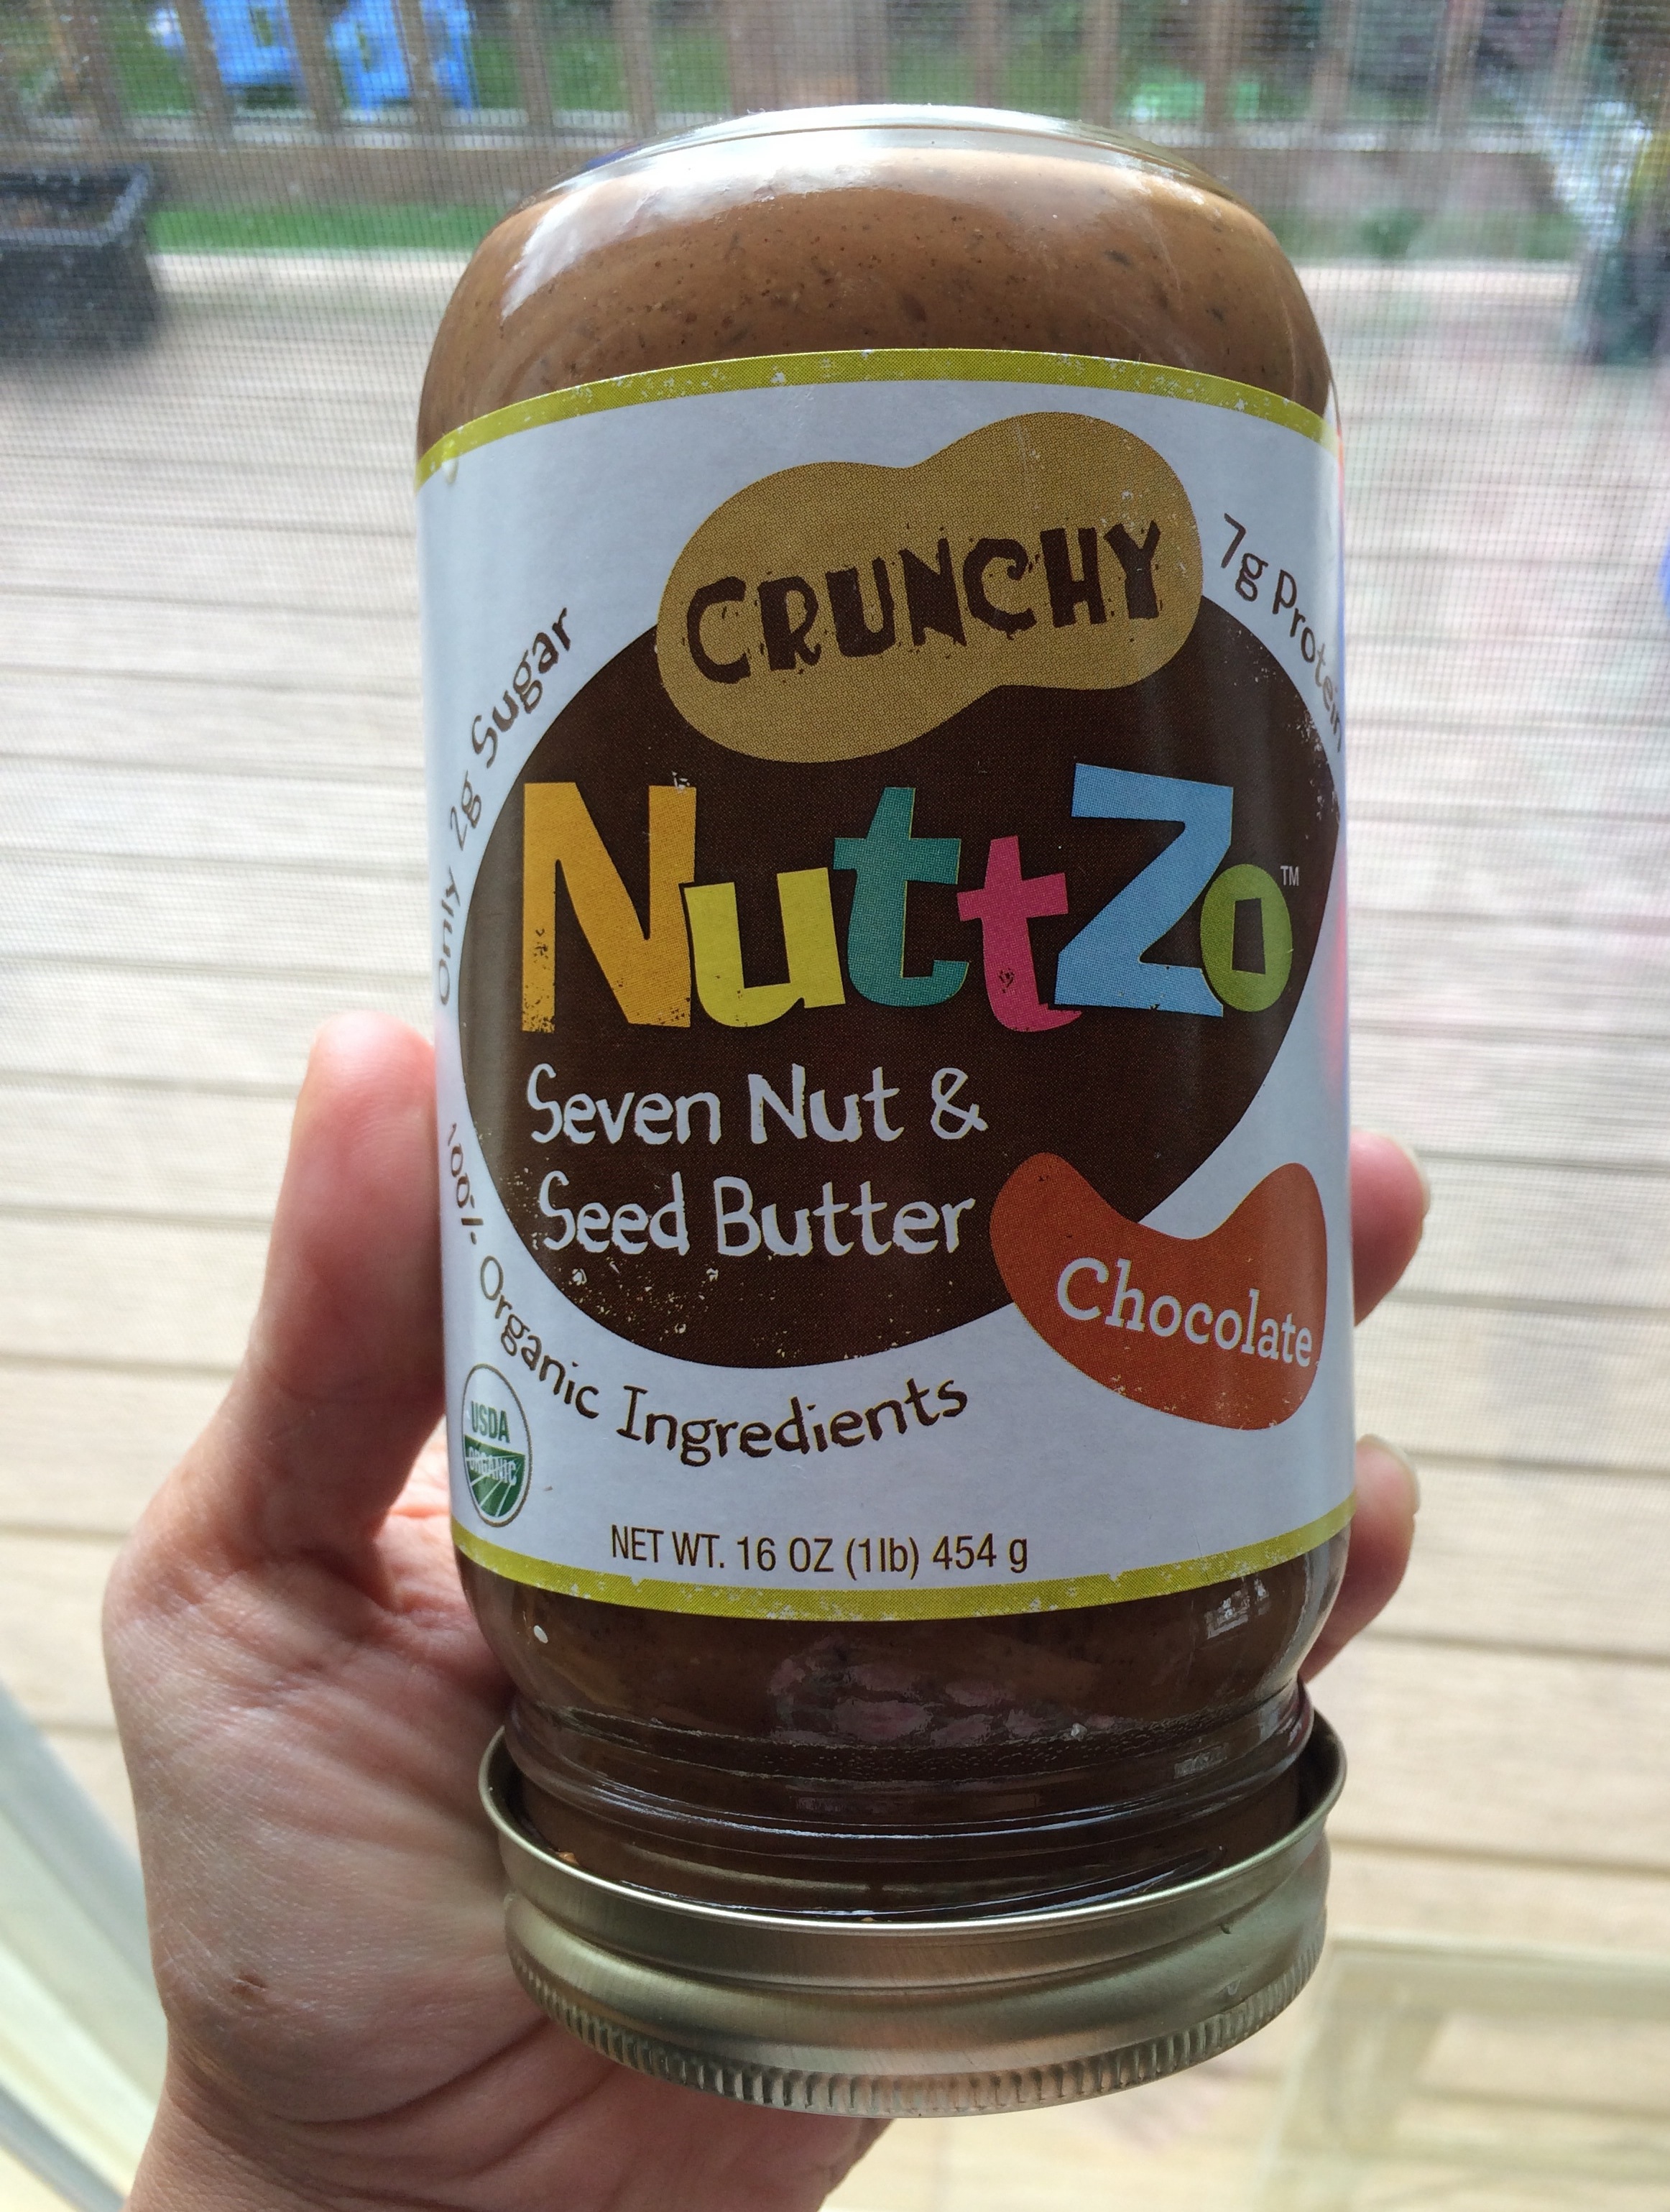 CRUNCHY
Only 2g Sugar
7g Protein
NuttZo™
Seven Nut &
Seed Butter
Chocolate
100% Organic Ingredients
USDA
ORGANIC
NET WT. 16 OZ (1lb) 454 g